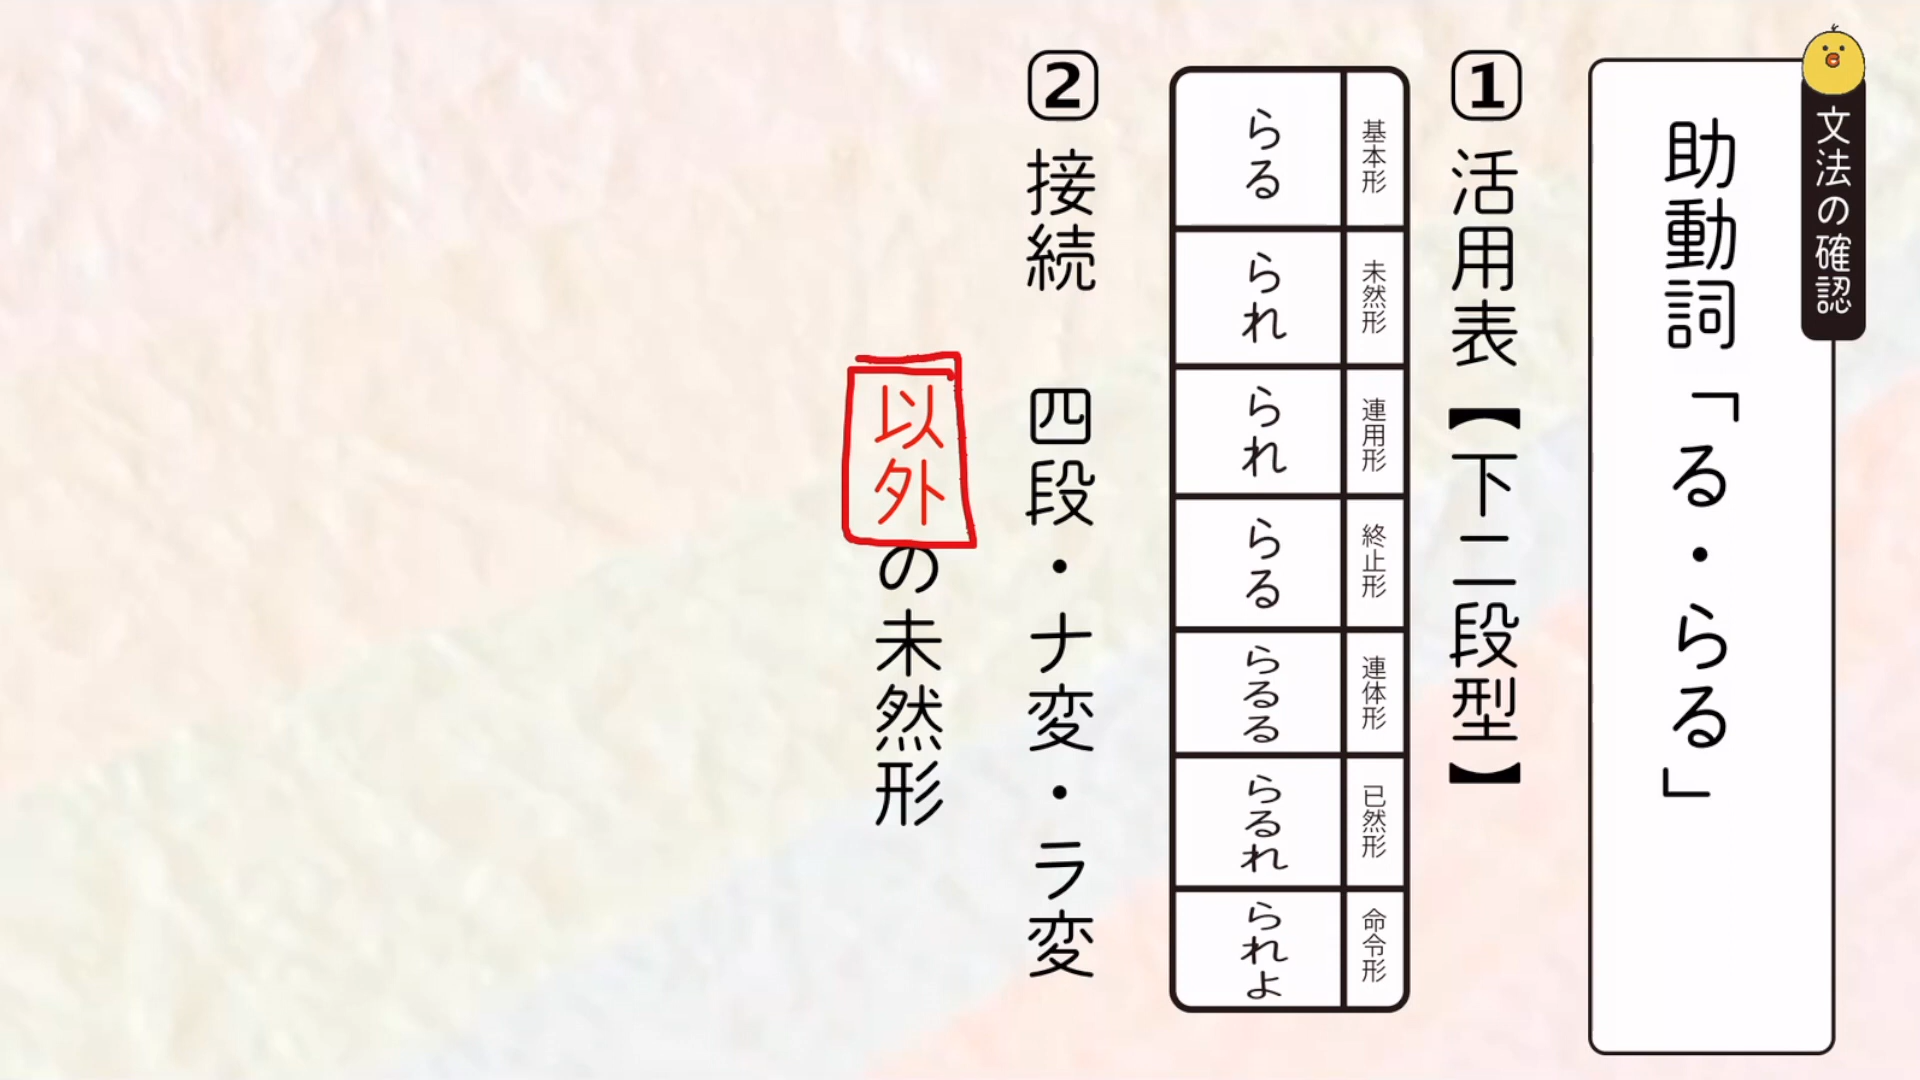 文法の確認
助動詞「る・らる」
1 活用表【下二段型】
基本形 未然形 連用形 終止形 連体形 已然形 命令形
らる られ られ らる らるる らるれ られよ
2 接続 四段・ナ変・ラ変
以外の未然形